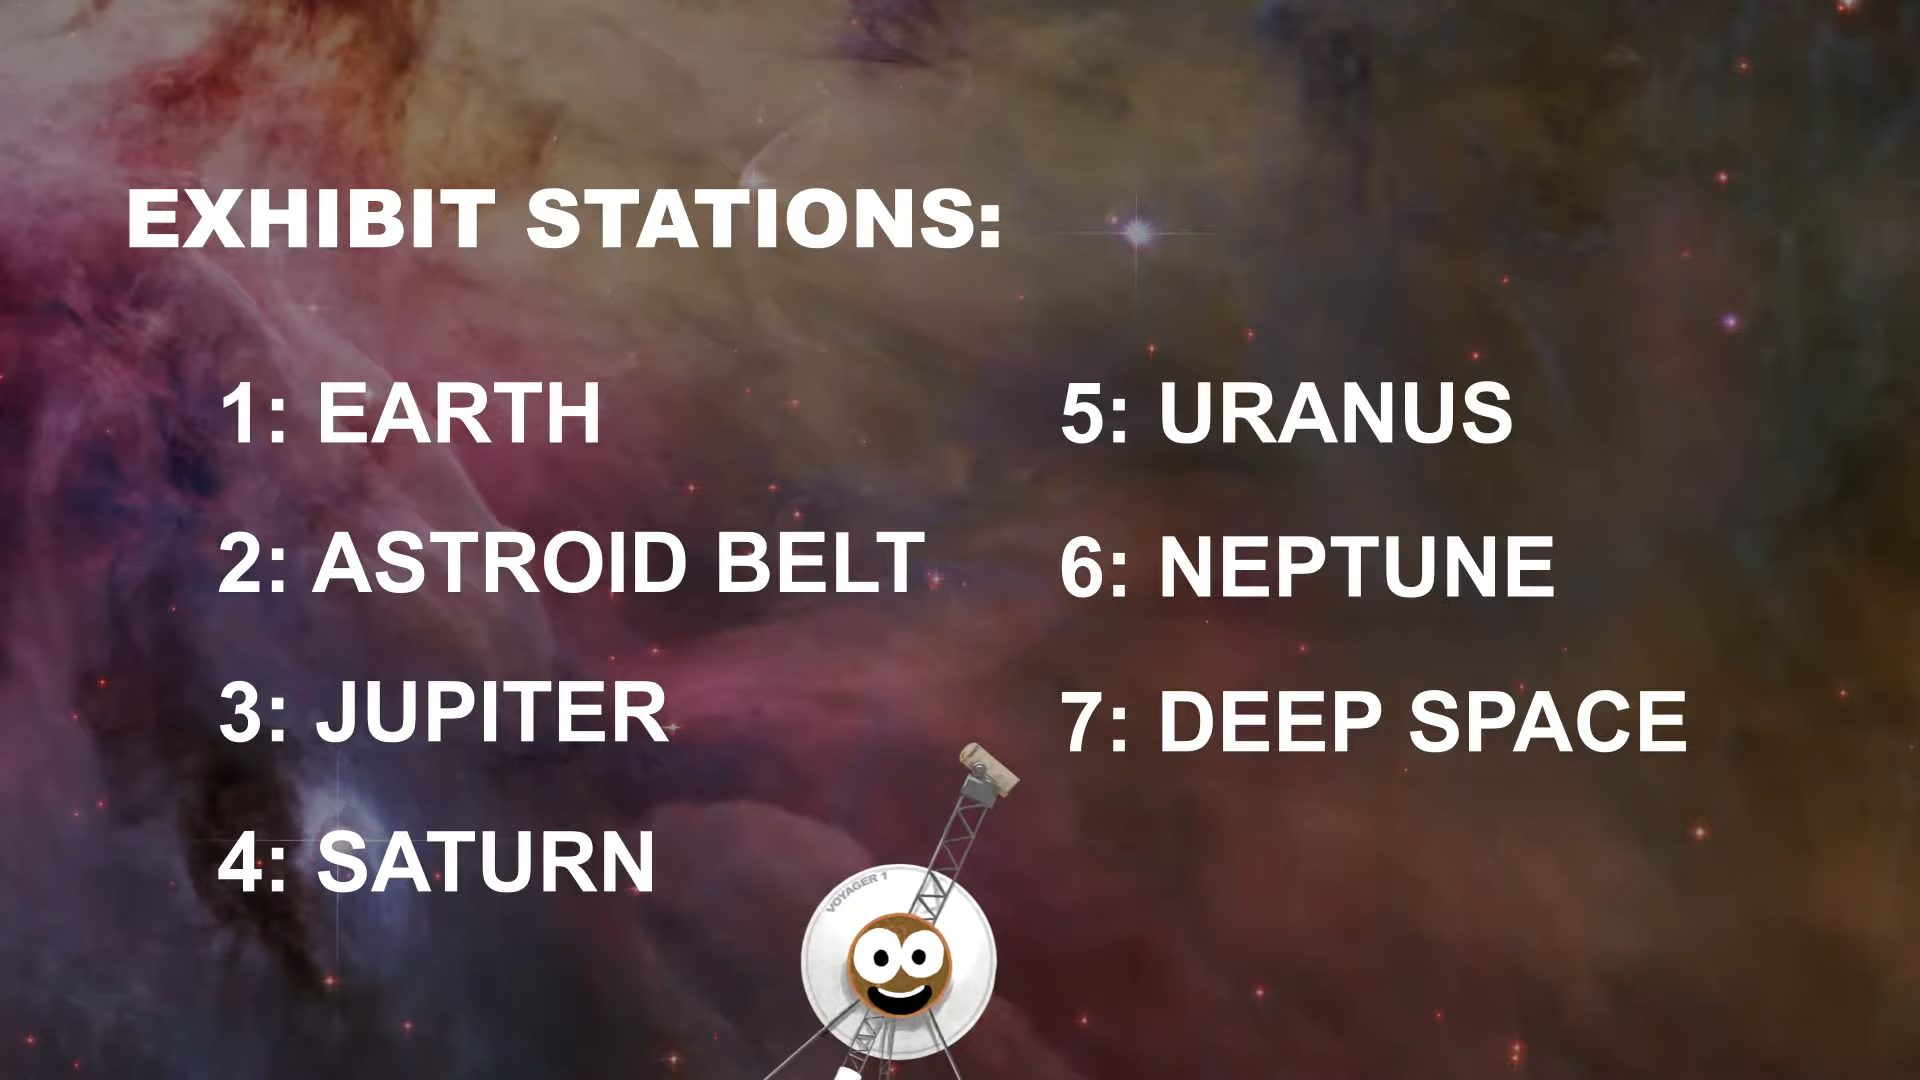 EXHIBIT STATIONS:
1: EARTH
2: ASTROID BELT
3: JUPITER
4: SATURN
5: URANUS
6: NEPTUNE
7: DEEP SPACE
VOYAGER 1